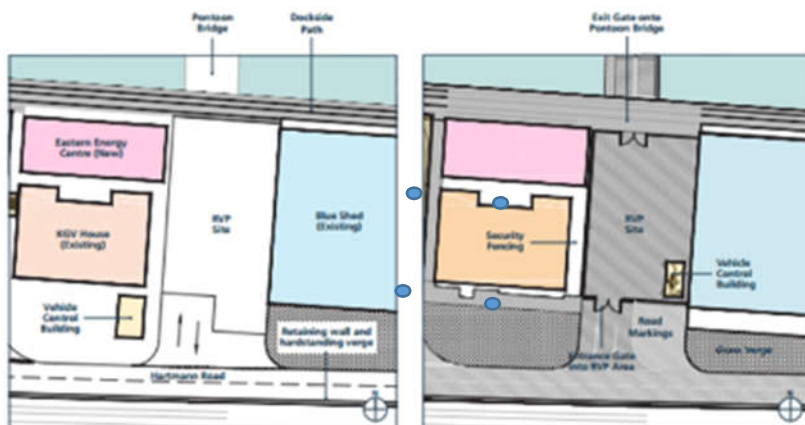 Pontoon
Bridge
Dockside
Path
Eastern Energy
Centre (New)
KGV House
(Existing)
RVP
Site
Blue Shed
(Existing)
Vehicle
Control
Building
Retaining wall and
hardstanding verge
Hartmann Road
N
Exit Gate onto
Pontoon Bridge
Security
Fencing
RVP
Site
Vehicle
Control
Building
Road
Markings
Entrance Gate
into RVP Area
Grass Verge
N